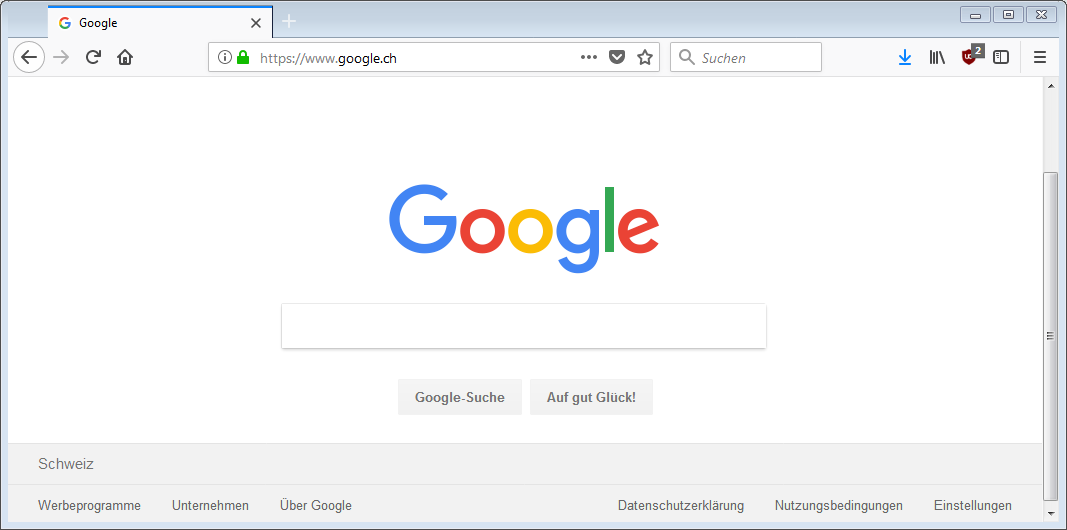 Google
https://www.google.ch
Suchen
2
Google
Google-Suche
Auf gut Glück!
Schweiz
Werbeprogramme Unternehmen Über Google Datenschutzerklärung Nutzungsbedingungen Einstellungen